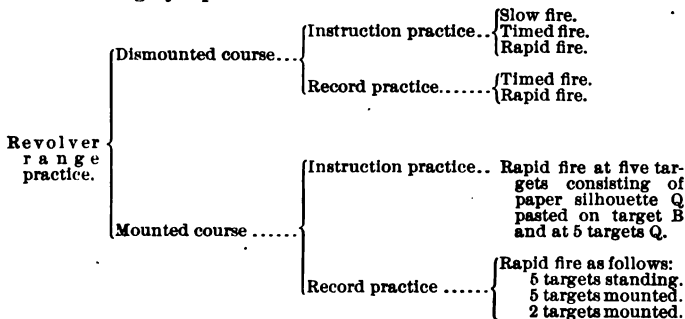 Slow fire.
Instruction practice.. Timed fire.
Dismounted course... Rapid fire.
Record practice....... Timed fire.
Rapid fire.
Revolver
range
practice.
Instruction practice.. Rapid fire at five tar-
gets consisting of
paper silhouette Q
pasted on target B
and at 5 targets Q.
Mounted course ......
Record practice ...... Rapid fire as follows:
5 targets standing.
5 targets mounted.
2 targets mounted.